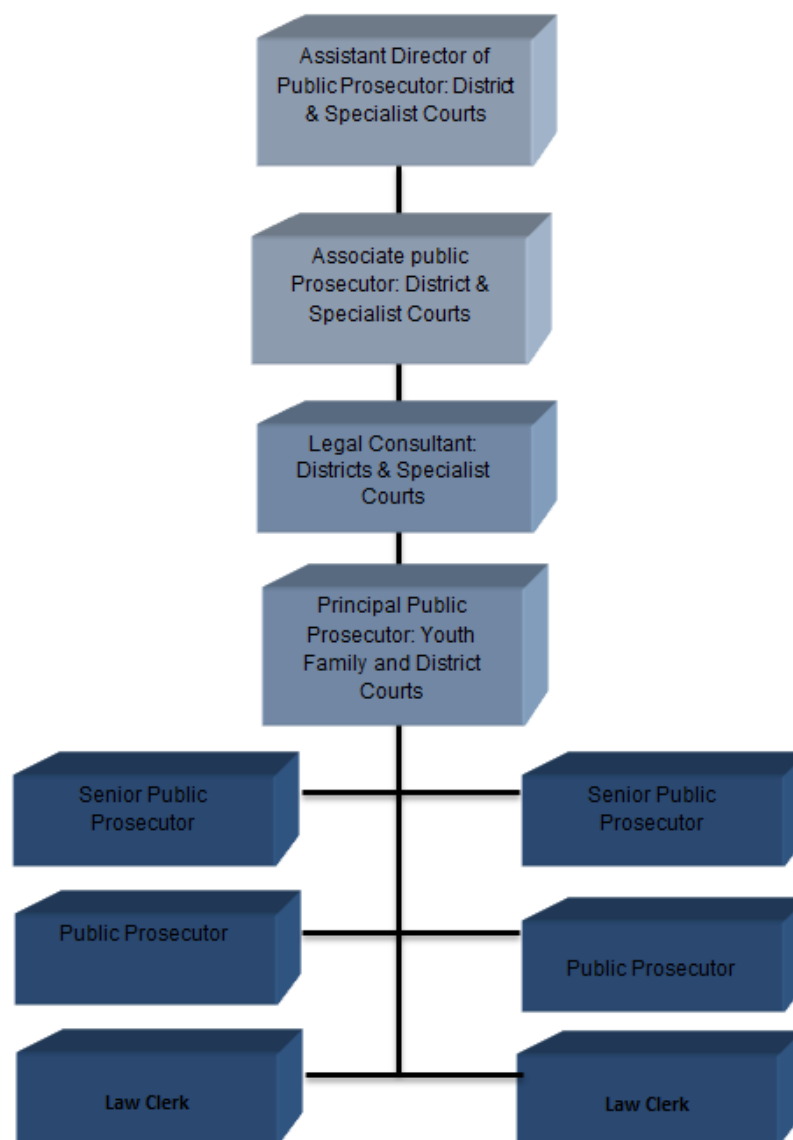 Assistant Director of
Public Prosecutor: District
& Specialist Courts
Associate public
Prosecutor: District &
Specialist Courts
Legal Consultant:
Districts & Specialist
Courts
Principal Public
Prosecutor: Youth
Family and District
Courts
Senior Public
Prosecutor
Senior Public
Prosecutor
Public Prosecutor
Public Prosecutor
Law Clerk
Law Clerk